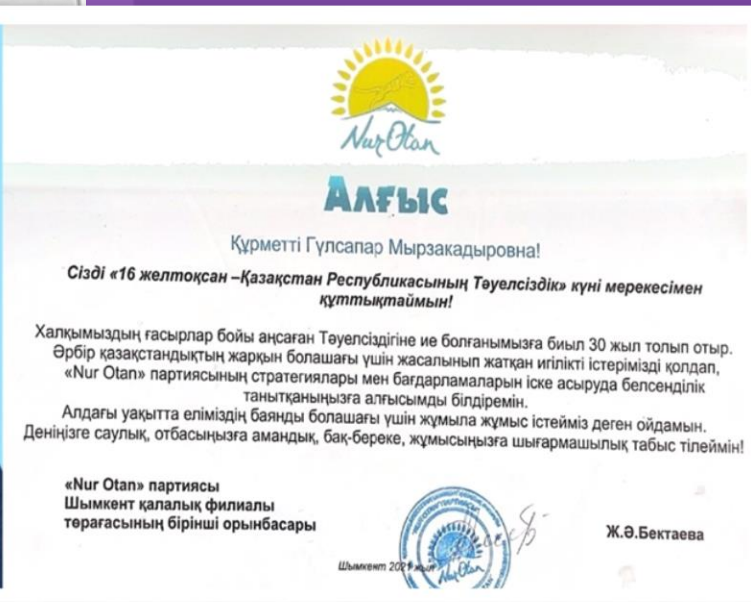 Nur Otan
Алғыс
Құрметті Гүлсапар Мырзакадыровна!
Сізді «16 желтоқсан –Қазақстан Республикасының Тәуелсіздік» күні мерекесімен
құттықтаймын!
Халқымыздың ғасырлар бойы аңсаған Тәуелсіздігіне ие болғанымызға биыл 30 жыл толып отыр.
Әрбір қазақстандықтың жарқын болашағы үшін жасалынып жатқан игілікті істерімізді қолдап,
«Nur Otan» партиясының стратегиялары мен бағдарламаларын іске асыруда белсенділік
танытқаныңызға алғысымды білдіремін.
Алдағы уақытта еліміздің баянды болашағы үшін жұмыла жұмыс істейміз деген ойдамын.
Деніңізге саулық, отбасыңызға амандық, бақ-береке, жұмысыңызға шығармашылық табыс тілеймін!
«Nur Otan» партиясы
Шымкент қалалық филиалы
төрағасының бірінші орынбасары
Ж.Ә.Бектаева
Шымкент 2021 жыл
Nur Otan